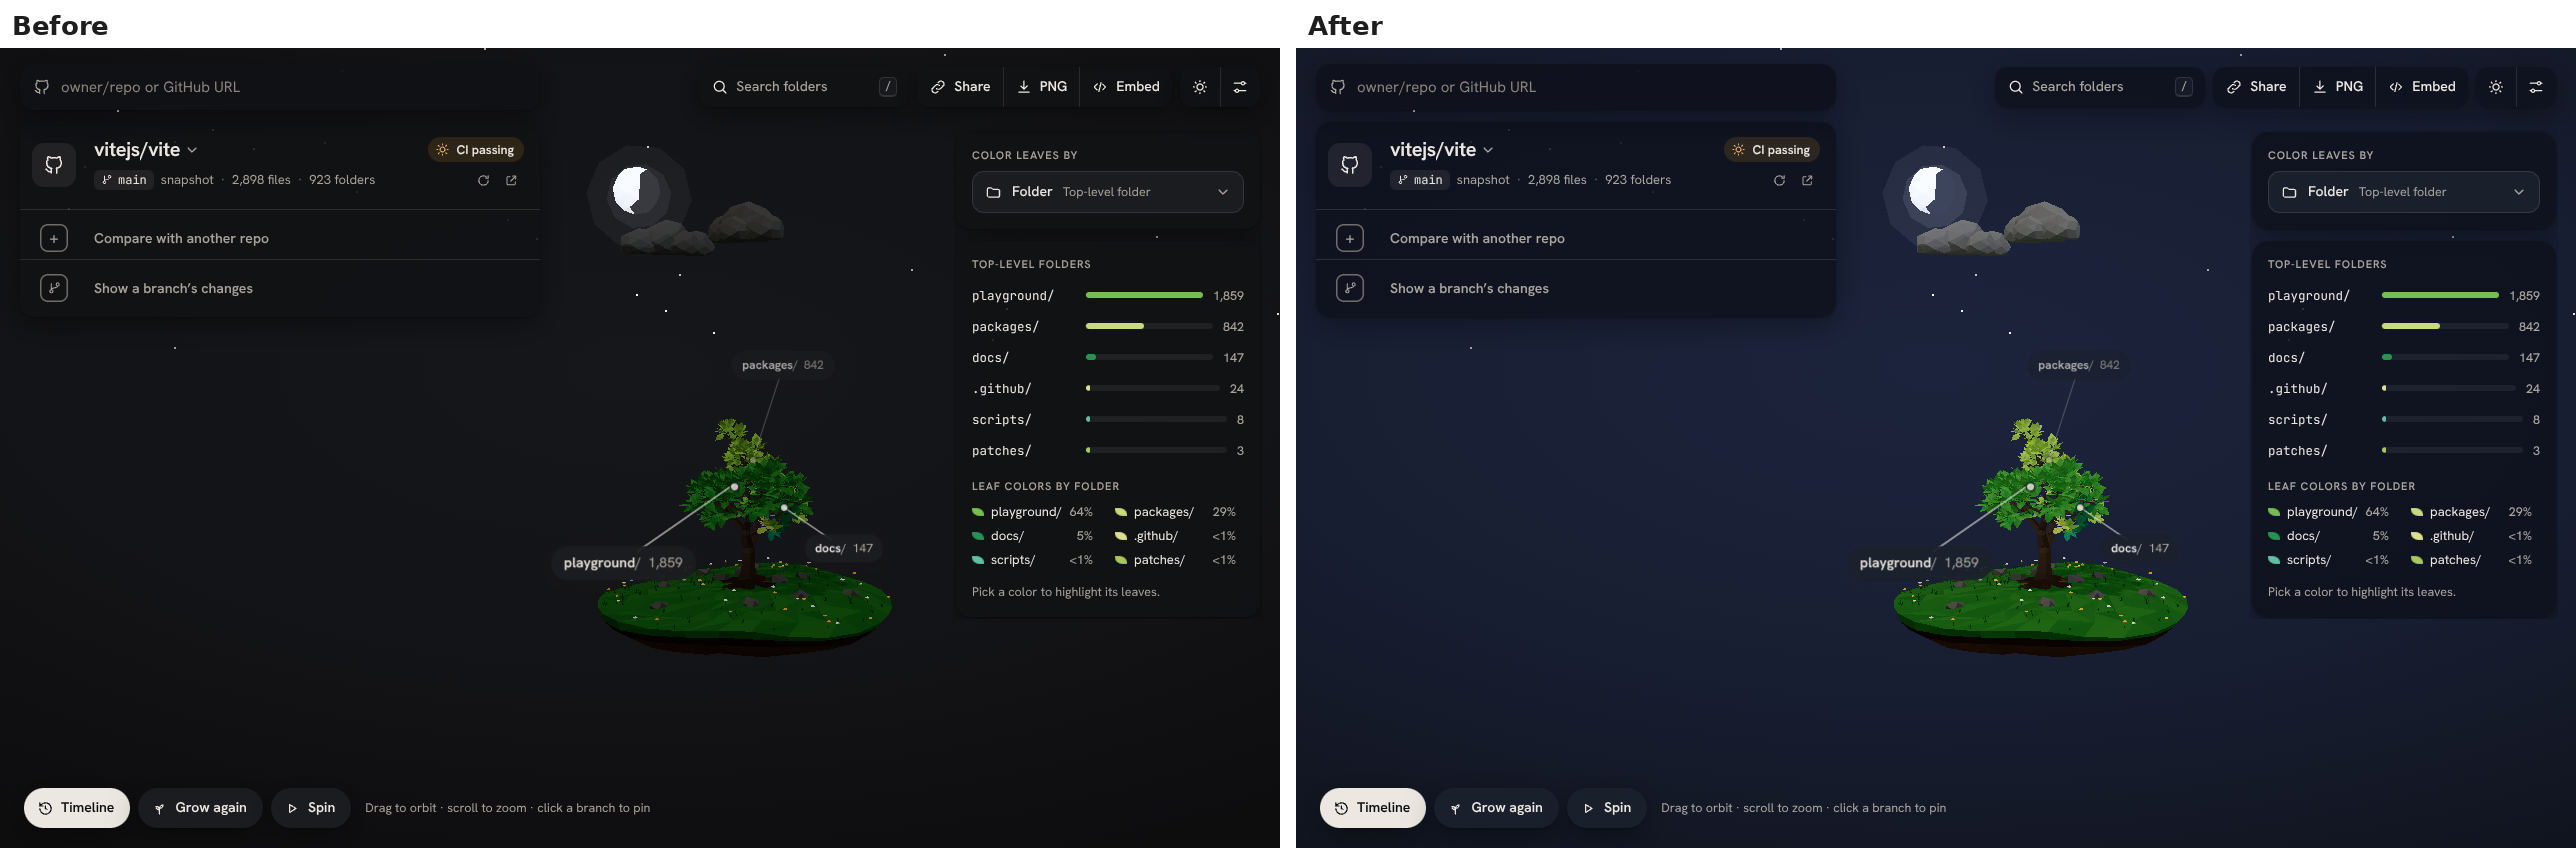 Before
owner/repo or GitHub URL
Search folders /
Share
PNG
Embed
vitejs/vite
CI passing
main snapshot · 2,898 files · 923 folders
Compare with another repo
Show a branch’s changes
COLOR LEAVES BY
Folder Top-level folder
TOP-LEVEL FOLDERS
playground/ 1,859
packages/ 842
docs/ 147
.github/ 24
scripts/ 8
patches/ 3
LEAF COLORS BY FOLDER
playground/ 64% packages/ 29%
docs/ 5% .github/ <1%
scripts/ <1% patches/ <1%
Pick a color to highlight its leaves.
packages/ 842
docs/ 147
playground/ 1,859
Timeline
Grow again
Spin
Drag to orbit · scroll to zoom · click a branch to pin
After
owner/repo or GitHub URL
Search folders /
Share
PNG
Embed
vitejs/vite
CI passing
main snapshot · 2,898 files · 923 folders
Compare with another repo
Show a branch’s changes
COLOR LEAVES BY
Folder Top-level folder
TOP-LEVEL FOLDERS
playground/ 1,859
packages/ 842
docs/ 147
.github/ 24
scripts/ 8
patches/ 3
LEAF COLORS BY FOLDER
playground/ 64% packages/ 29%
docs/ 5% .github/ <1%
scripts/ <1% patches/ <1%
Pick a color to highlight its leaves.
packages/ 842
docs/ 147
playground/ 1,859
Timeline
Grow again
Spin
Drag to orbit · scroll to zoom · click a branch to pin